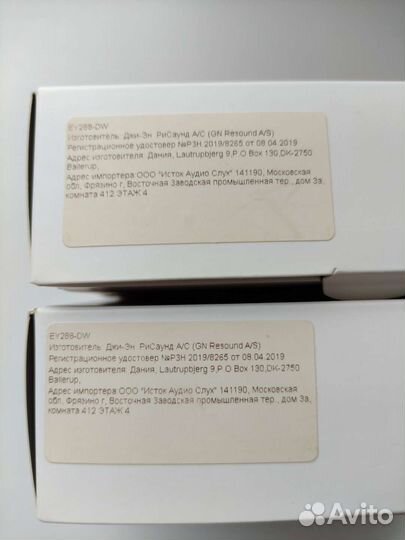 EY288-DW
Изготовитель: Джи-Эн РиСаунд А/С (GN Resound A/S)
Регистрационное удостовер №РЗН 2019/8265 от 08.04.2019
Адрес изготовителя: Дания, Lautrupbjerg 9,P.O Box 130,DK-2750
Ballerup,
Адрес импортера:ООО "Исток Аудио Слух" 141190, Московская
обл, Фрязино г, Восточная Заводская промышленная тер., дом 3а,
комната 412 ЭТАЖ 4
EY288-DW
Изготовитель: Джи-Эн РиСаунд А/С (GN Resound A/S)
Регистрационное удостовер №РЗН 2019/8265 от 08.04.2019
Адрес изготовителя: Дания, Lautrupbjerg 9,P.O Box 130,DK-2750
Ballerup,
Адрес импортера:ООО "Исток Аудио Слух" 141190, Московская
обл, Фрязино г, Восточная Заводская промышленная тер., дом 3а,
комната 412 ЭТАЖ 4
Avito